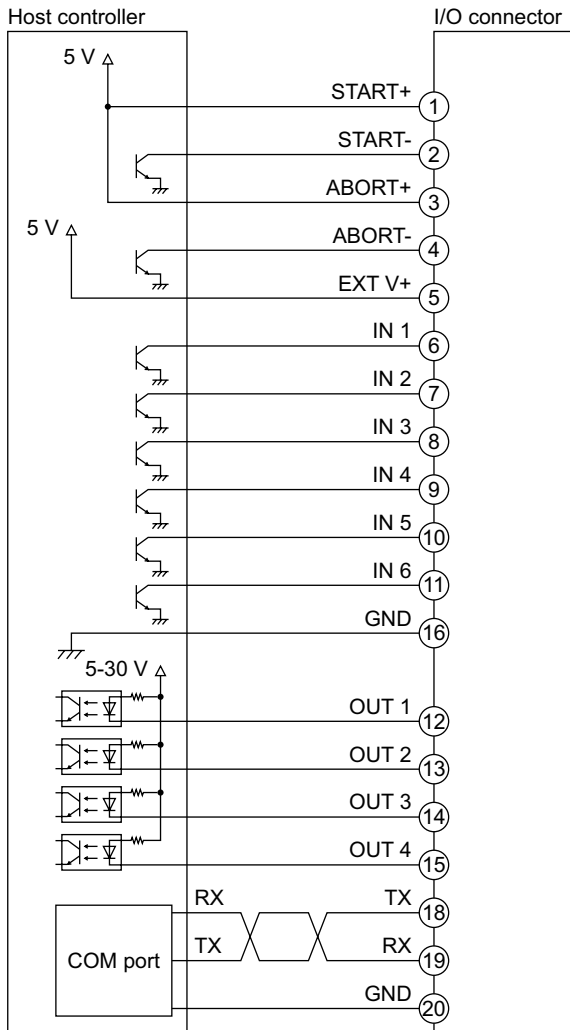 Host controller I/O connector
5 V
START+ 1
START- 2
ABORT+ 3
5 V
ABORT- 4
EXT V+ 5
IN 1 6
IN 2 7
IN 3 8
IN 4 9
IN 5 10
IN 6 11
GND 16
5-30 V
OUT 1 12
OUT 2 13
OUT 3 14
OUT 4 15
RX TX 18
COM port TX RX 19
GND 20